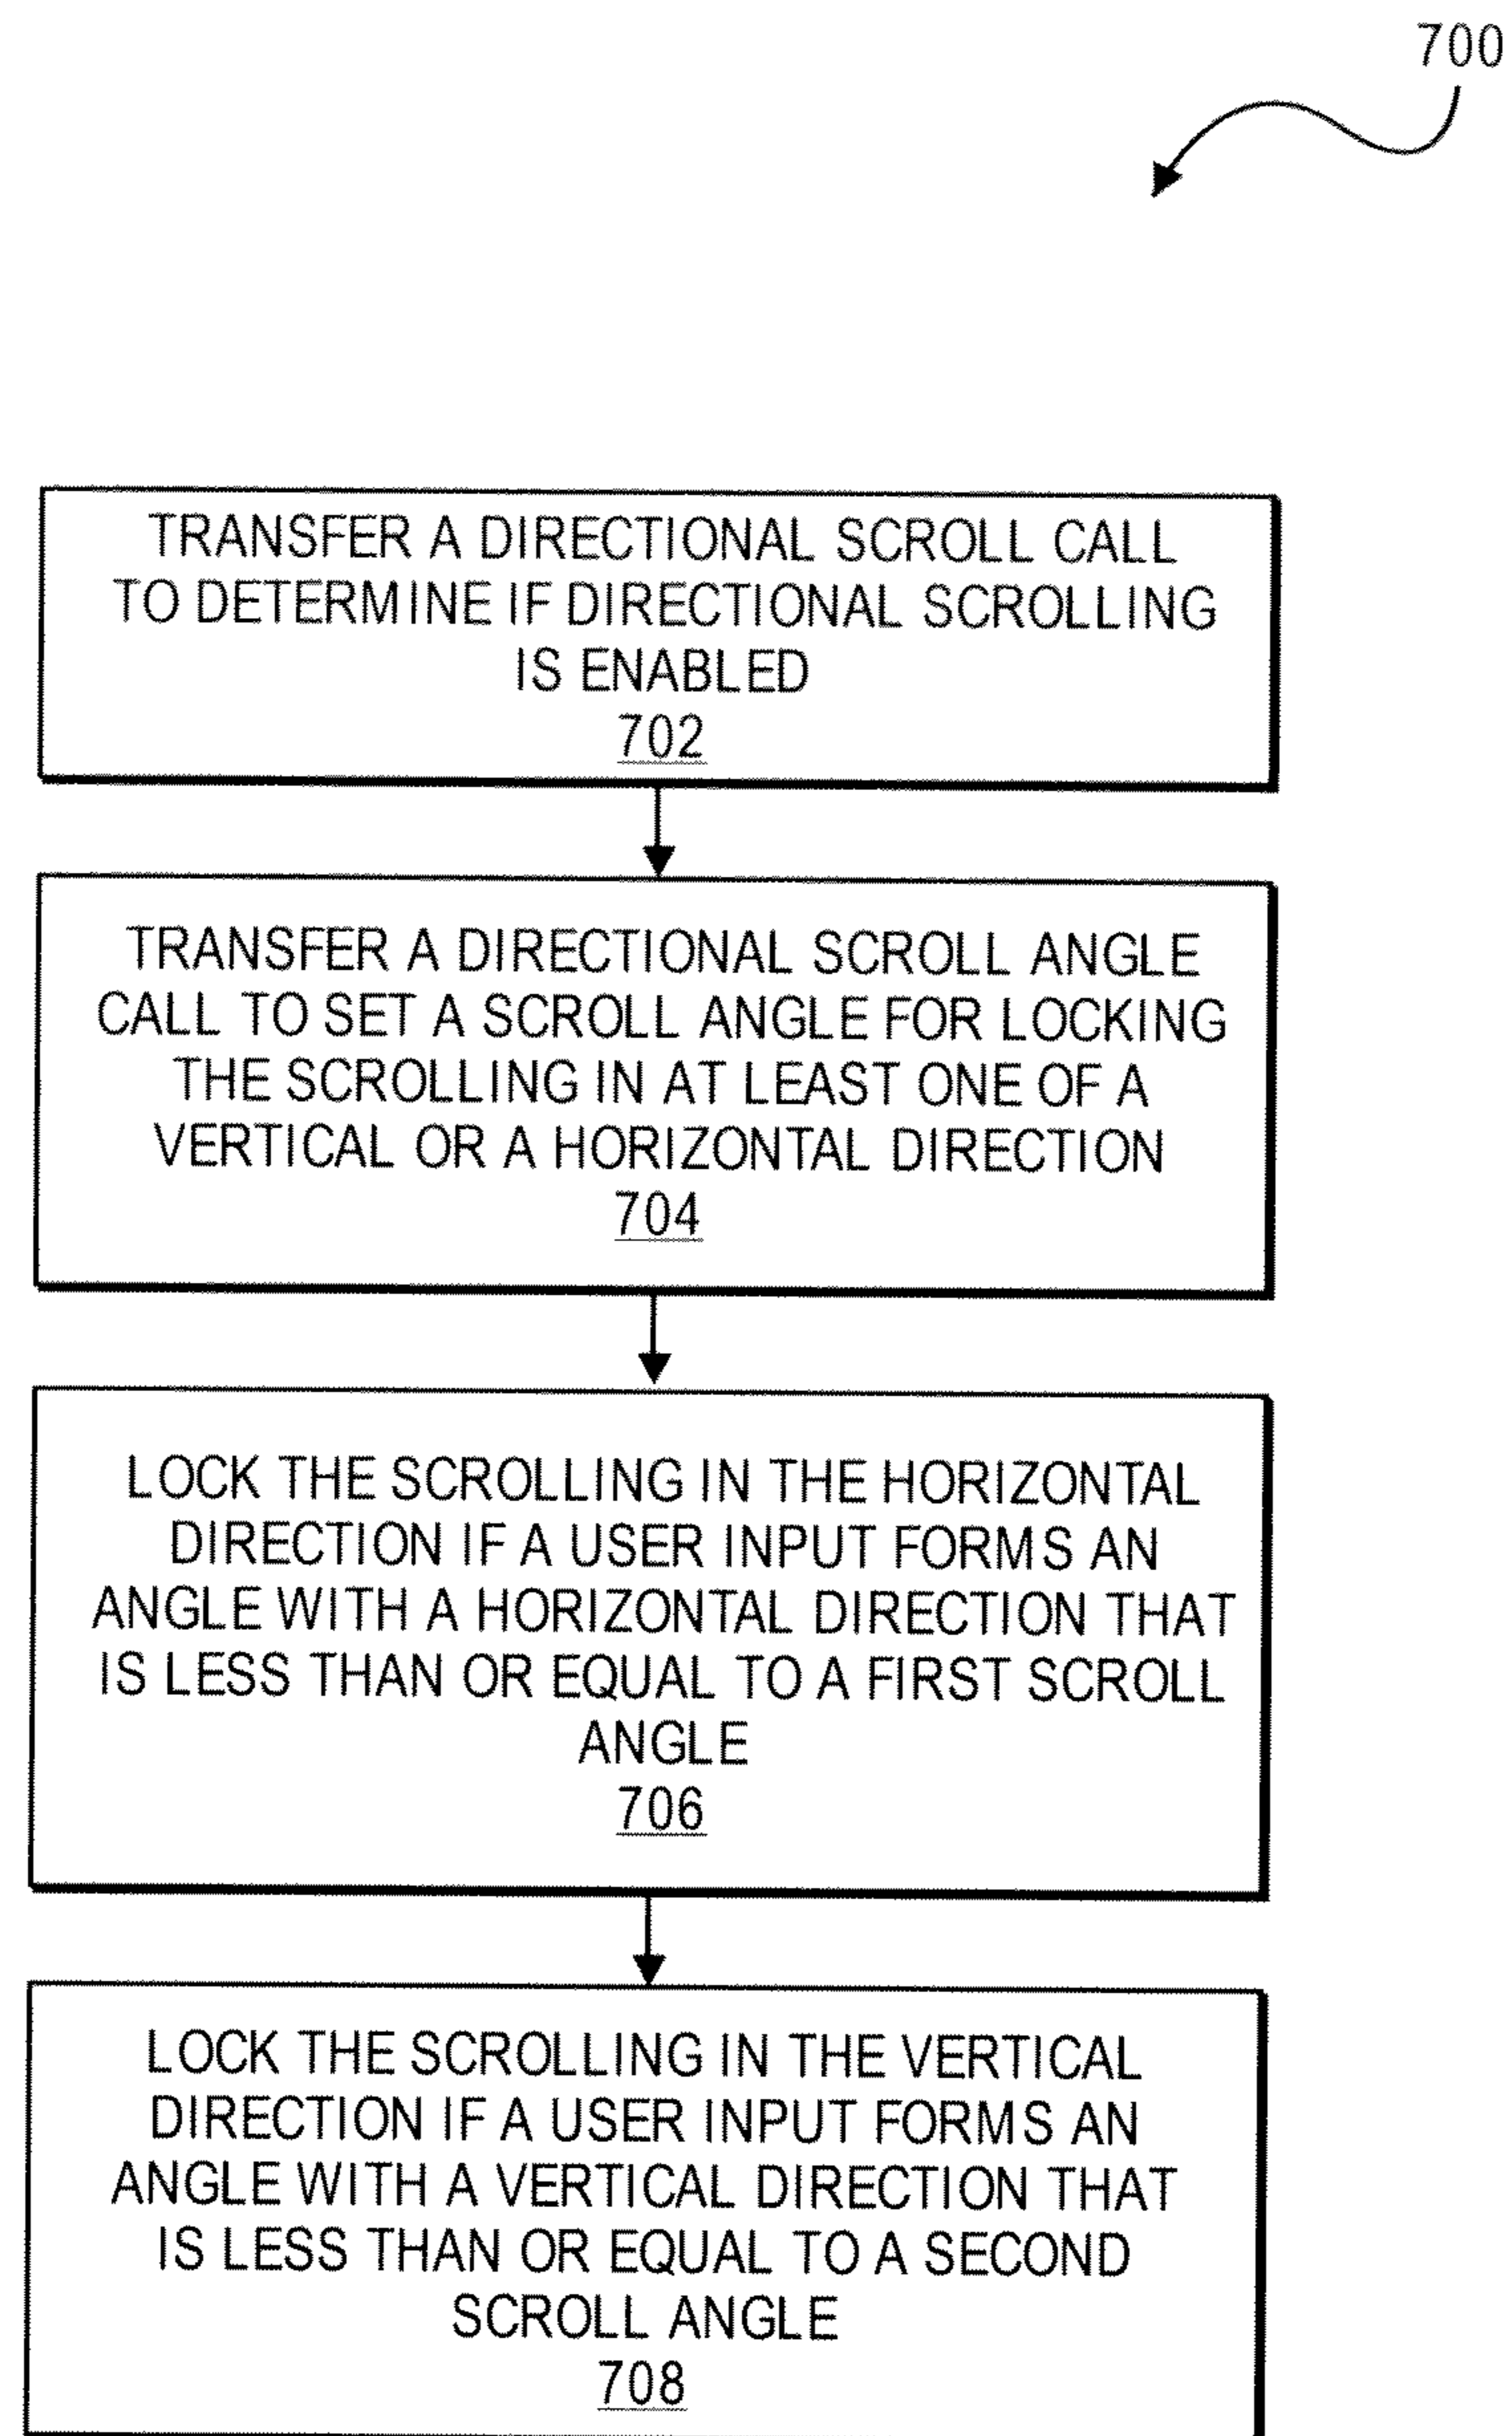 700
TRANSFER A DIRECTIONAL SCROLL CALL
TO DETERMINE IF DIRECTIONAL SCROLLING
IS ENABLED
702
TRANSFER A DIRECTIONAL SCROLL ANGLE
CALL TO SET A SCROLL ANGLE FOR LOCKING
THE SCROLLING IN AT LEAST ONE OF A
VERTICAL OR A HORIZONTAL DIRECTION
704
LOCK THE SCROLLING IN THE HORIZONTAL
DIRECTION IF A USER INPUT FORMS AN
ANGLE WITH A HORIZONTAL DIRECTION THAT
IS LESS THAN OR EQUAL TO A FIRST SCROLL
ANGLE
706
LOCK THE SCROLLING IN THE VERTICAL
DIRECTION IF A USER INPUT FORMS AN
ANGLE WITH A VERTICAL DIRECTION THAT
IS LESS THAN OR EQUAL TO A SECOND
SCROLL ANGLE
708